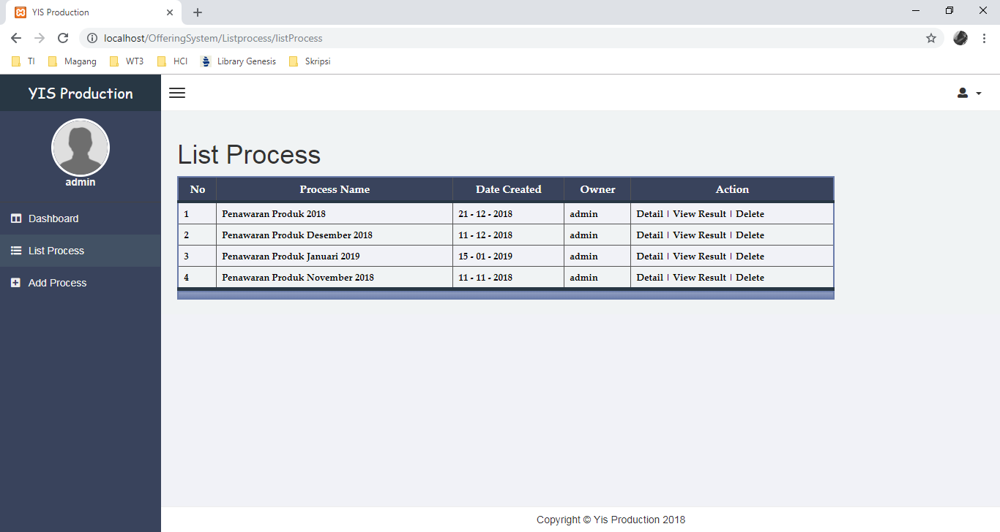 YIS Production
localhost/OfferingSystem/Listprocess/listProcess
TI Magang WT3 HCI Library Genesis Skripsi
YIS Production
admin
Dashboard
List Process
Add Process
List Process
No Process Name Date Created Owner Action
1 Penawaran Produk 2018 21 - 12 - 2018 admin Detail | View Result | Delete
2 Penawaran Produk Desember 2018 11 - 12 - 2018 admin Detail | View Result | Delete
3 Penawaran Produk Januari 2019 15 - 01 - 2019 admin Detail | View Result | Delete
4 Penawaran Produk November 2018 11 - 11 - 2018 admin Detail | View Result | Delete
Copyright © Yis Production 2018